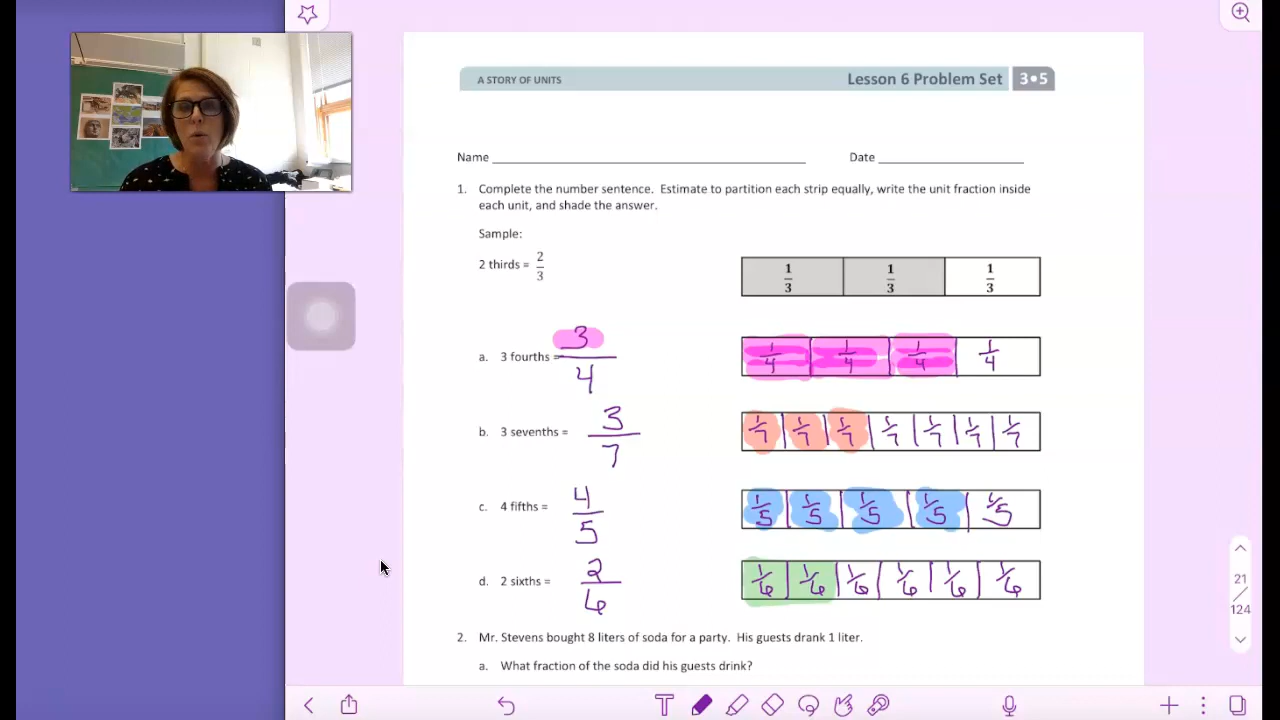 A STORY OF UNITS
Lesson 6 Problem Set 3•5
Name
Date
1. Complete the number sentence. Estimate to partition each strip equally, write the unit fraction inside
each unit, and shade the answer.
Sample:
2 thirds = 2/3
1/3 1/3 1/3
a. 3 fourths = 3/4
1/4 1/4 1/4 1/4
b. 3 sevenths = 3/7
1/7 1/7 1/7 1/7 1/7 1/7 1/7
c. 4 fifths = 4/5
1/5 1/5 1/5 1/5 1/5
d. 2 sixths = 2/6
1/6 1/6 1/6 1/6 1/6 1/6
2. Mr. Stevens bought 8 liters of soda for a party. His guests drank 1 liter.
a. What fraction of the soda did his guests drink?
21
/
124
T